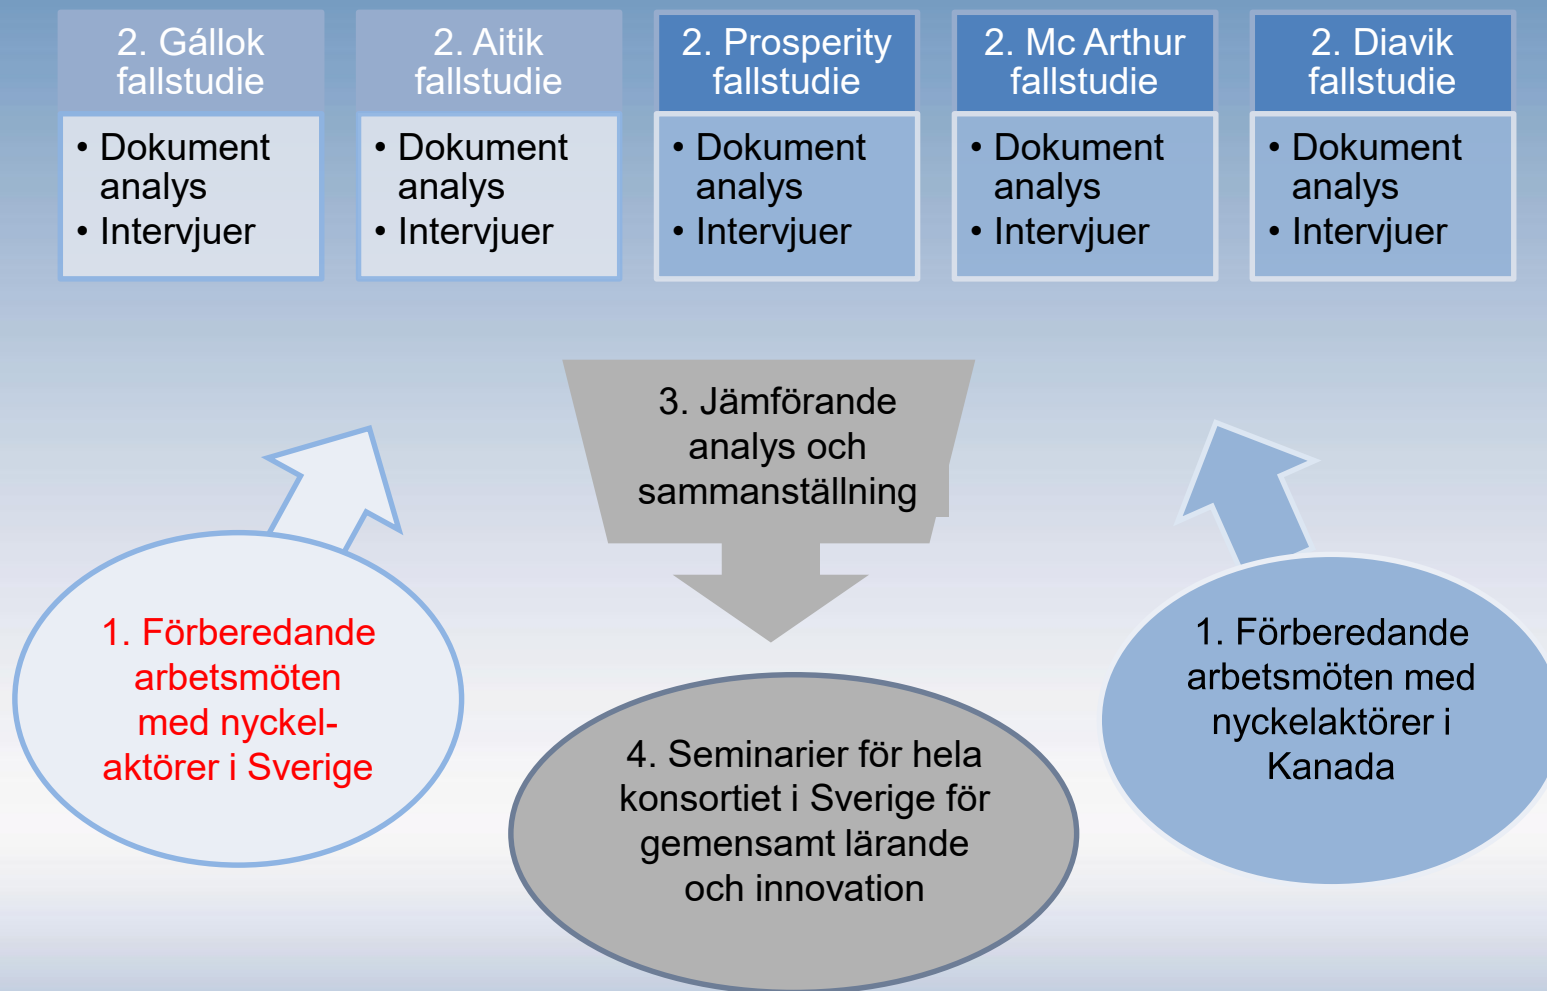 2. Gállok
fallstudie
• Dokument
analys
• Intervjuer
2. Aitik
fallstudie
• Dokument
analys
• Intervjuer
2. Prosperity
fallstudie
• Dokument
analys
• Intervjuer
2. Mc Arthur
fallstudie
• Dokument
analys
• Intervjuer
2. Diavik
fallstudie
• Dokument
analys
• Intervjuer
3. Jämförande
analys och
sammanställning
1. Förberedande
arbetsmöten
med nyckel-
aktörer i Sverige
1. Förberedande
arbetsmöten med
nyckelaktörer i
Kanada
4. Seminarier för hela
konsortiet i Sverige för
gemensamt lärande
och innovation